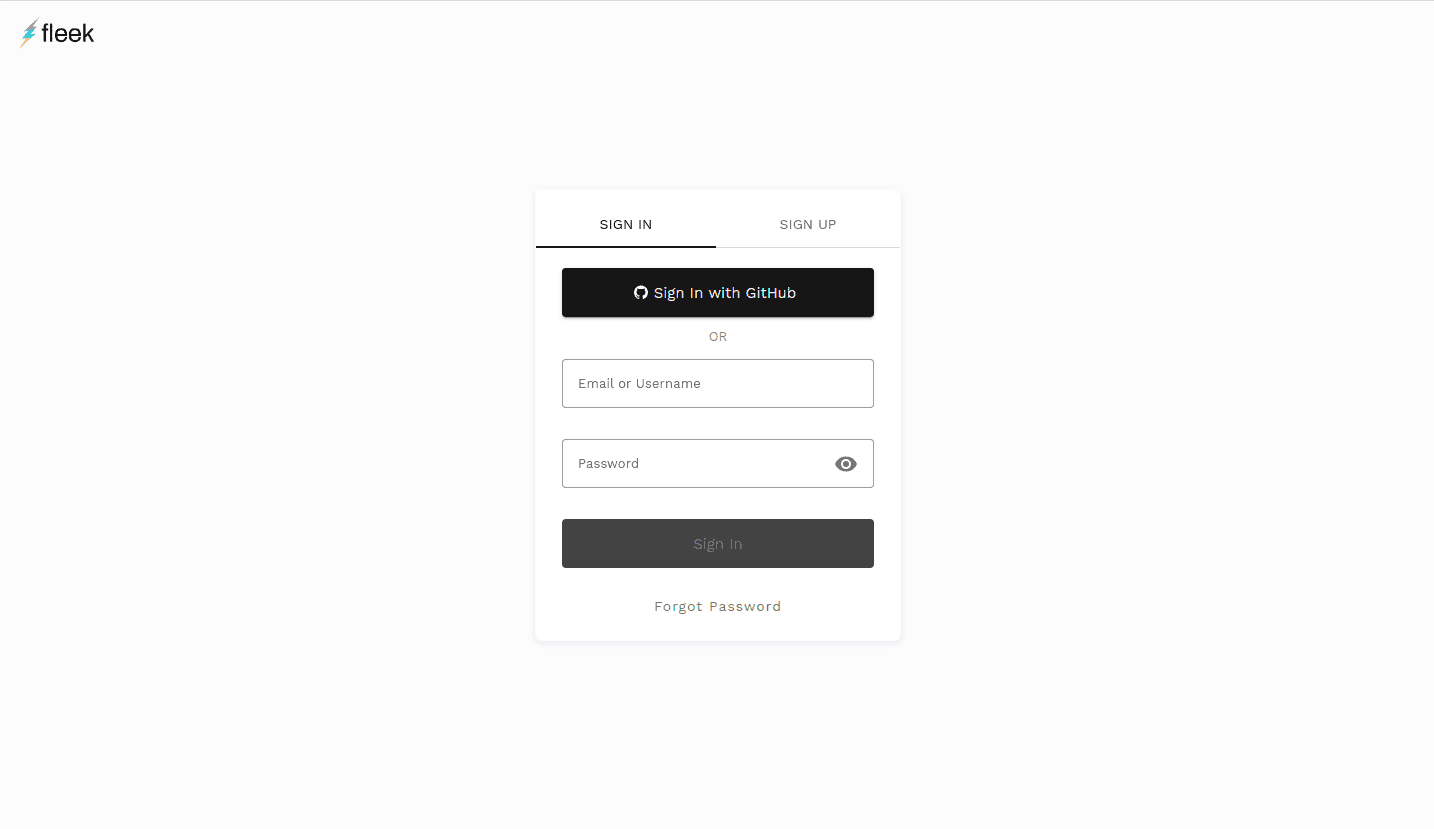 fleek
SIGN IN
SIGN UP
Sign In with GitHub
OR
Email or Username
Password
Sign In
Forgot Password